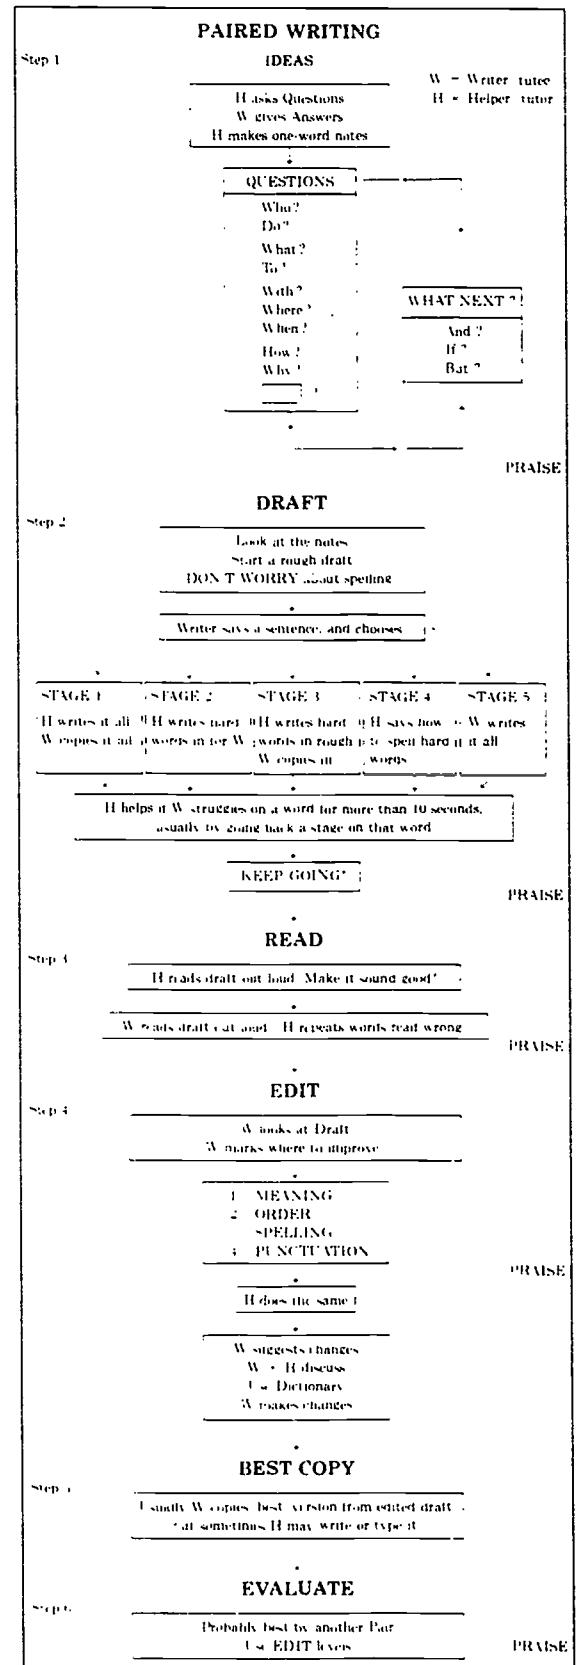 PAIRED WRITING
Step 1
IDEAS
W = Writer tutee
H = Helper tutor
H asks Questions
W gives Answers
H makes one-word notes
QUESTIONS
Who?
Do?
What?
To?
With?
Where?
When?
How?
Why?
WHAT NEXT?
And?
If?
But?
PRAISE
DRAFT
Step 2
Look at the notes
Start a rough draft
DON'T WORRY about spelling
Writer says a sentence, and chooses
STAGE 1 STAGE 2 STAGE 3 STAGE 4 STAGE 5
H writes it all H writes hard H writes hard H says how W writes
W copies it all words in for W words in rough to spell hard it all
W copies in words
H helps if W struggles on a word for more than 10 seconds,
usually by going back a stage on that word
KEEP GOING!
PRAISE
READ
Step 3
H reads draft out loud. Make it sound good!
W reads draft out loud. H repeats words read wrong
PRAISE
EDIT
Step 4
W looks at Draft
W marks where to improve
1 MEANING
2 ORDER
SPELLING
4 PUNCTUATION
PRAISE
H does the same
W suggests changes
W + H discuss
Use Dictionary
W makes changes
BEST COPY
Step 5
Usually W copies best version from edited draft
but sometimes H may write or type it
EVALUATE
Step 6
Probably best by another Pair
Use EDIT levels
PRAISE